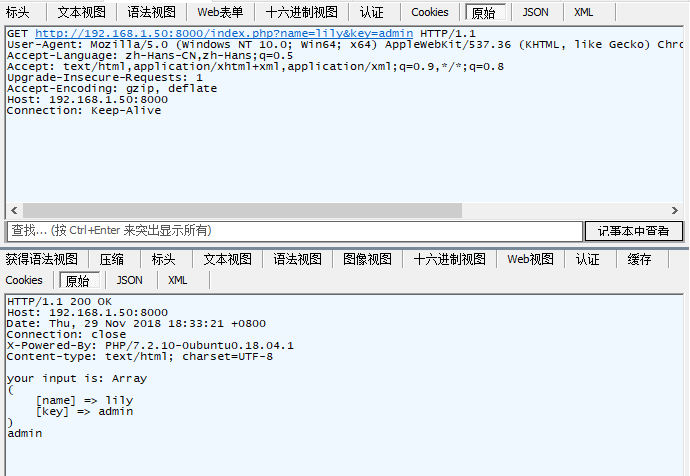 标头 文本视图 语法视图 Web表单 十六进制视图 认证 Cookies 原始 JSON XML
GET http://192.168.1.50:8000/index.php?name=lily&key=admin HTTP/1.1
User-Agent: Mozilla/5.0 (Windows NT 10.0; Win64; x64) AppleWebKit/537.36 (KHTML, like Gecko) Chro
Accept-Language: zh-Hans-CN,zh-Hans;q=0.5
Accept: text/html,application/xhtml+xml,application/xml;q=0.9,*/*;q=0.8
Upgrade-Insecure-Requests: 1
Accept-Encoding: gzip, deflate
Host: 192.168.1.50:8000
Connection: Keep-Alive
查找... (按 Ctrl+Enter 来突出显示所有) 记事本中查看
获得语法视图 压缩 标头 文本视图 语法视图 图像视图 十六进制视图 Web视图 认证 缓存
Cookies 原始 JSON XML
HTTP/1.1 200 OK
Host: 192.168.1.50:8000
Date: Thu, 29 Nov 2018 18:33:21 +0800
Connection: close
X-Powered-By: PHP/7.2.10-0ubuntu0.18.04.1
Content-type: text/html; charset=UTF-8
your input is: Array
(
[name] => lily
[key] => admin
)
admin